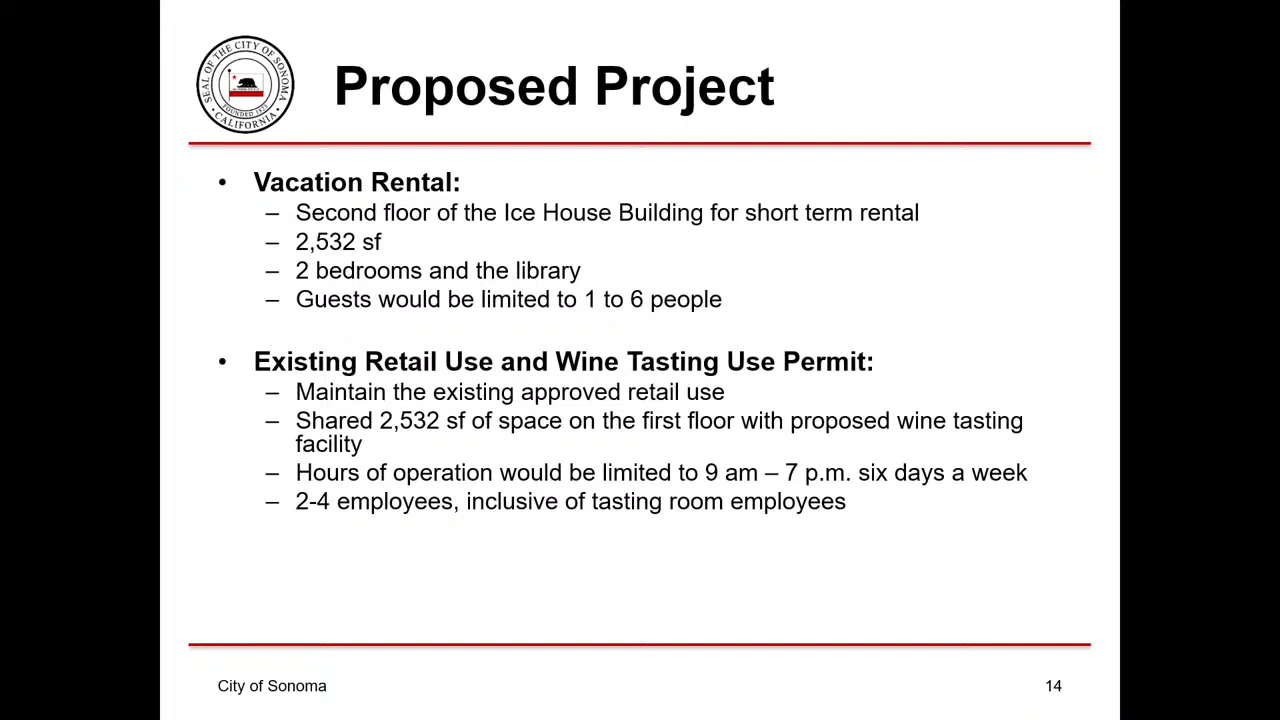 SEAL OF THE CITY OF SONOMA
FOUNDED 1823
• CALIFORNIA •
Proposed Project
• Vacation Rental:
– Second floor of the Ice House Building for short term rental
– 2,532 sf
– 2 bedrooms and the library
– Guests would be limited to 1 to 6 people
• Existing Retail Use and Wine Tasting Use Permit:
– Maintain the existing approved retail use
– Shared 2,532 sf of space on the first floor with proposed wine tasting
facility
– Hours of operation would be limited to 9 am – 7 p.m. six days a week
– 2-4 employees, inclusive of tasting room employees
City of Sonoma
14